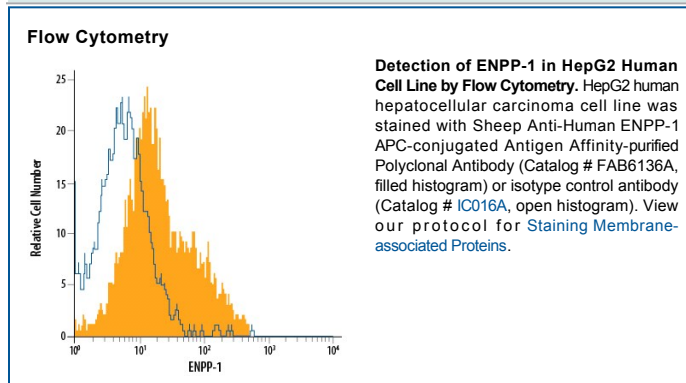 Flow Cytometry
Detection of ENPP-1 in HepG2 Human
Cell Line by Flow Cytometry. HepG2 human
hepatocellular carcinoma cell line was
stained with Sheep Anti-Human ENPP-1
APC-conjugated Antigen Affinity-purified
Polyclonal Antibody (Catalog # FAB6136A,
filled histogram) or isotype control antibody
(Catalog # IC016A, open histogram). View
our protocol for Staining Membrane-
associated Proteins.
Relative Cell Number
25
20
15
10
5
0
10⁰ 10¹ 10² 10³ 10⁴
ENPP-1